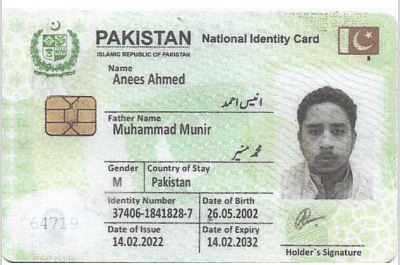 PAKISTAN National Identity Card
ISLAMIC REPUBLIC OF PAKISTAN
Name
Anees Ahmed
انیس احمد
Father Name
Muhammad Munir
محمد منیر
Gender Country of Stay
M Pakistan
Identity Number Date of Birth
37406-1841828-7 26.05.2002
Date of Issue Date of Expiry
14.02.2022 14.02.2032
64719
Holder's Signature